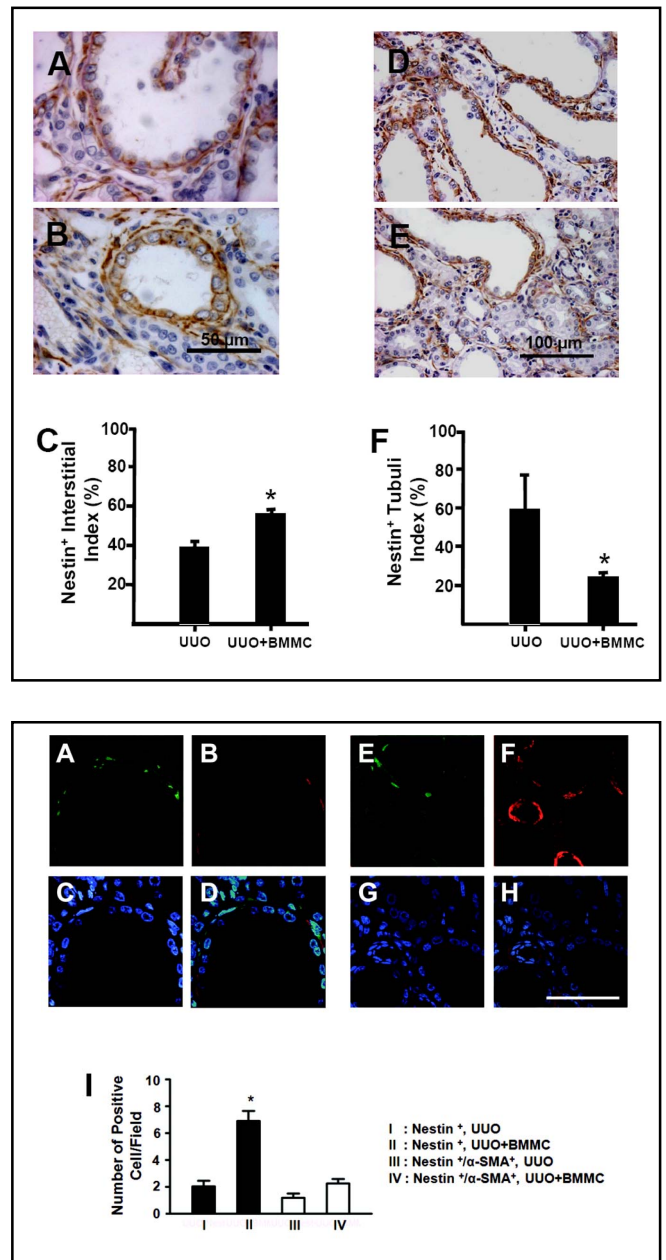 A
D
B
50 µm
E
100 µm
C
Nestin⁺ Interstitial
Index (%)
100
80
60
40
20
*
UUO UUO+BMMC
F
Nestin⁺ Tubuli
Index (%)
100
80
60
40
20
*
UUO UUO+BMMC
A
B
E
F
C
D
G
H
I
Number of Positive
Cell/Field
10
8
6
4
2
0
*
I II III IV
I : Nestin ⁺, UUO
II : Nestin ⁺, UUO+BMMC
III : Nestin ⁺/α-SMA⁺, UUO
IV : Nestin ⁺/α-SMA⁺, UUO+BMMC